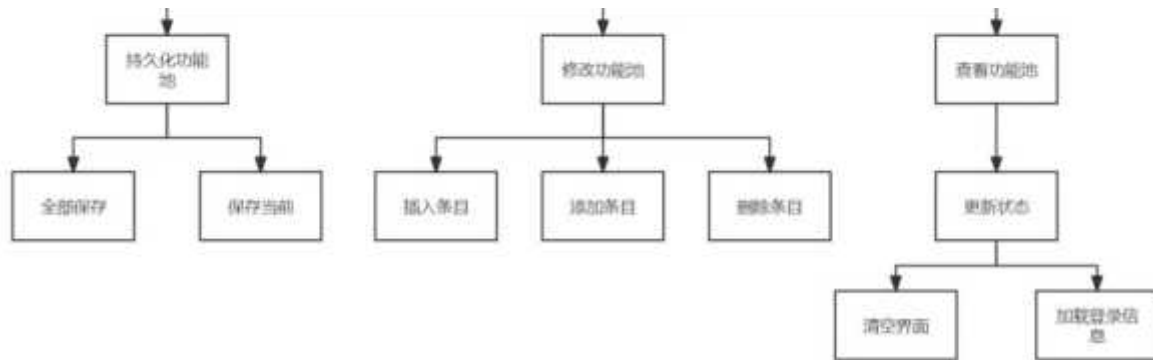 持久化功能
池
修改功能池
查看功能池
全部保存
保存当前
插入条目
添加条目
删除条目
更新状态
清空界面
加载登录信
息